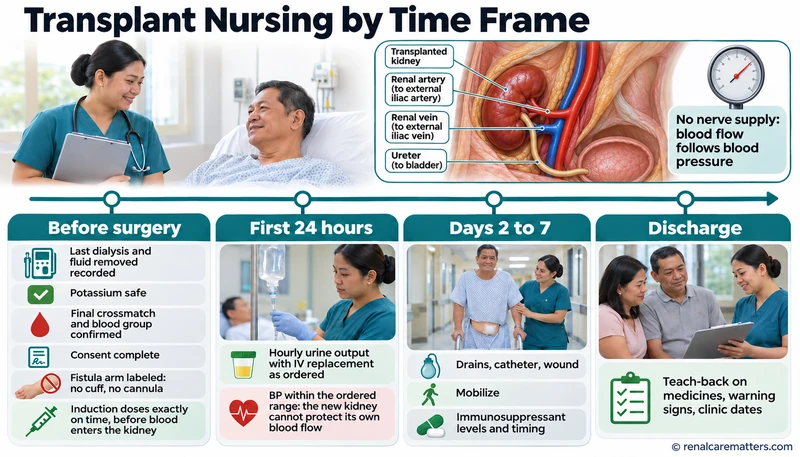 Transplant Nursing by Time Frame
Transplanted
kidney
Renal artery
(to external
iliac artery)
Renal vein
(to external
iliac vein)
Ureter
(to bladder)
No nerve supply:
blood flow
follows blood
pressure
Before surgery
Last dialysis and
fluid removed
recorded
Potassium safe
Final crossmatch
and blood group
confirmed
Consent complete
Fistula arm labeled:
no cuff, no cannula
Induction doses exactly
on time, before blood
enters the kidney
First 24 hours
Hourly urine output
with IV replacement
as ordered
BP within the ordered
range: the new kidney
cannot protect its own
blood flow
Days 2 to 7
Drains, catheter, wound
Mobilize
Immunosuppressant
levels and timing
Discharge
Teach-back on
medicines, warning
signs, clinic dates
© renalcarematters.com